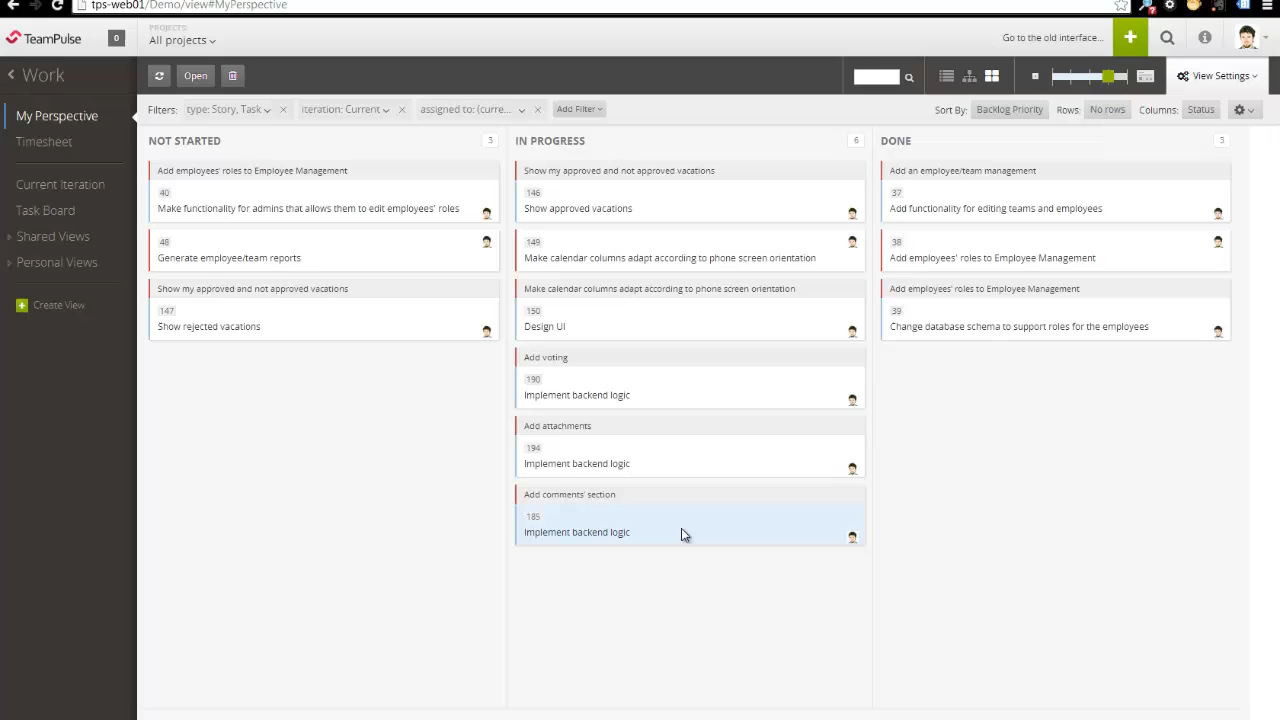 tps-web01/Demo/view#MyPerspective
TeamPulse
0
PROJECTS:
All projects
Go to the old interface...
Work
Open
View Settings
My Perspective
Timesheet
Current Iteration
Task Board
Shared Views
Personal Views
Create View
Filters: type: Story, Task iteration: Current assigned to: (curre... Add Filter
Sort By: Backlog Priority Rows: No rows Columns: Status
NOT STARTED 3
Add employees' roles to Employee Management
40
Make functionality for admins that allows them to edit employees' roles
48
Generate employee/team reports
Show my approved and not approved vacations
147
Show rejected vacations
IN PROGRESS 6
Show my approved and not approved vacations
146
Show approved vacations
149
Make calendar columns adapt according to phone screen orientation
Make calendar columns adapt according to phone screen orientation
150
Design UI
Add voting
190
Implement backend logic
Add attachments
194
Implement backend logic
Add comments' section
185
Implement backend logic
DONE 3
Add an employee/team management
37
Add functionality for editing teams and employees
38
Add employees' roles to Employee Management
Add employees' roles to Employee Management
39
Change database schema to support roles for the employees